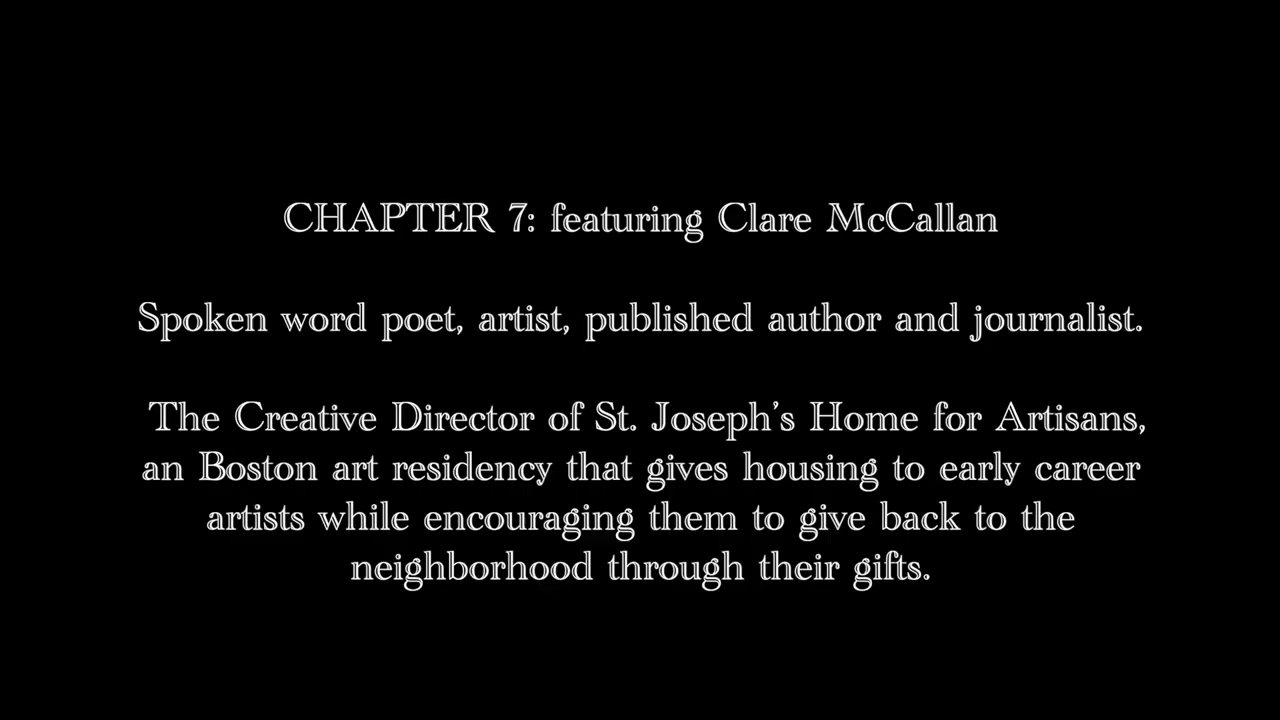 CHAPTER 7: featuring Clare McCallan
Spoken word poet, artist, published author and journalist.
The Creative Director of St. Joseph’s Home for Artisans,
an Boston art residency that gives housing to early career
artists while encouraging them to give back to the
neighborhood through their gifts.